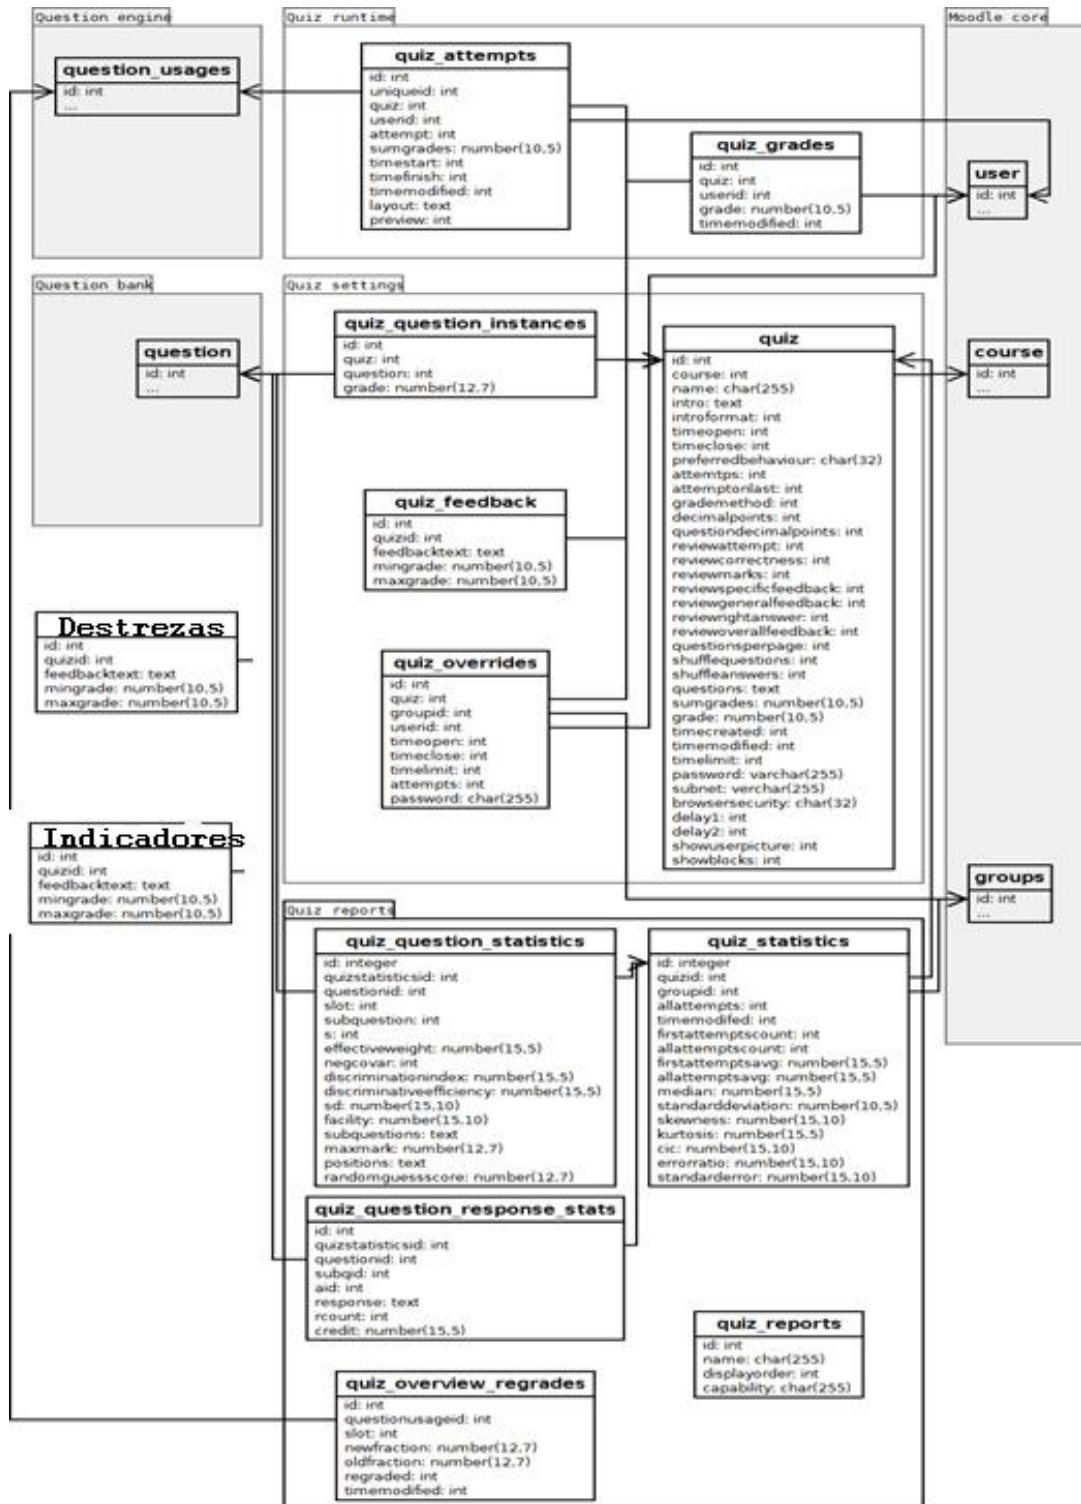 Question engine
question_usages
id: int
...
Quiz runtime
quiz_attempts
id: int
uniqueid: int
quiz: int
userid: int
attempt: int
sumgrades: number(10,5)
timestart: int
timefinish: int
timemodified: int
layout: text
preview: int
quiz_grades
id: int
quiz: int
userid: int
grade: number(10,5)
timemodified: int
Moodle core
user
id: int
...
Question bank
question
id: int
...
Quiz settings
quiz_question_instances
id: int
quiz: int
question: int
grade: number(12,7)
quiz
id: int
course: int
name: char(255)
intro: text
introformat: int
timeopen: int
timeclose: int
preferredbehaviour: char(32)
attemtps: int
attemptonlast: int
grademethod: int
decimalpoints: int
questiondecimalpoints: int
reviewattempt: int
reviewcorrectness: int
reviewmarks: int
reviewspecificfeedback: int
reviewgeneralfeedback: int
reviewrightanswer: int
reviewoverallfeedback: int
questionsperpage: int
shufflequestions: int
shuffleanswers: int
questions: text
sumgrades: number(10,5)
grade: number(10,5)
timecreated: int
timemodified: int
timelimit: int
password: varchar(255)
subnet: verchar(255)
browsersecurity: char(32)
delay1: int
delay2: int
showuserpicture: int
showblocks: int
course
id: int
...
quiz_feedback
id: int
quizid: int
feedbacktext: text
mingrade: number(10,5)
maxgrade: number(10,5)
Destrezas
id: int
quizid: int
feedbacktext: text
mingrade: number(10,5)
maxgrade: number(10,5)
quiz_overrides
id: int
quiz: int
groupid: int
userid: int
timeopen: int
timeclose: int
timelimit: int
attempts: int
password: char(255)
Indicadores
id: int
quizid: int
feedbacktext: text
mingrade: number(10,5)
maxgrade: number(10,5)
groups
id: int
...
Quiz reports
quiz_question_statistics
id: integer
quizstatisticsid: int
questionid: int
slot: int
subquestion: int
s: int
effectiveweight: number(15,5)
negcovar: int
discriminationindex: number(15,5)
discriminativeefficiency: number(15,5)
sd: number(15,10)
facility: number(15,10)
subquestions: text
maxmark: number(12,7)
positions: text
randomguessscore: number(12,7)
quiz_statistics
id: integer
quizid: int
groupid: int
allattempts: int
timemodifed: int
firstattemptscount: int
allattemptscount: int
firstattemptsavg: number(15,5)
allattemptsavg: number(15,5)
median: number(15,5)
standarddeviation: number(10,5)
skewness: number(15,10)
kurtosis: number(15,5)
cic: number(15,10)
errorratio: number(15,10)
standarderror: number(15,10)
quiz_question_response_stats
id: int
quizstatisticsid: int
questionid: int
subqid: int
aid: int
response: text
rcount: int
credit: number(15,5)
quiz_reports
id: int
name: char(255)
displayorder: int
capability: char(255)
quiz_overview_regrades
id: int
questionusageid: int
slot: int
newfraction: number(12,7)
oldfraction: number(12,7)
regraded: int
timemodified: int